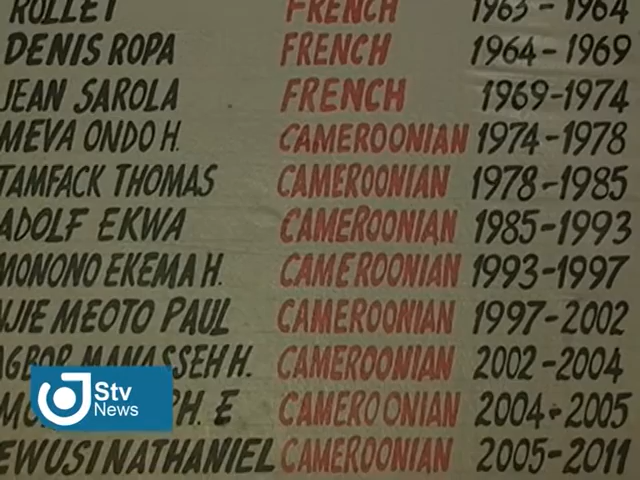 ROLLET FRENCH 1963 - 1964
DENIS ROPA FRENCH 1964 - 1969
JEAN SAROLA FRENCH 1969-1974
MEVA ONDO H. CAMEROONIAN 1974-1978
TAMFACK THOMAS CAMEROONIAN 1978-1985
ADOLF EKWA CAMEROONIAN 1985-1993
MONONO EKEMA H. CAMEROONIAN 1993-1997
NJIE MEOTO PAUL CAMEROONIAN 1997-2002
AGBOR MANASSEH H. CAMEROONIAN 2002-2004
PH. E CAMEROONIAN 2004-2005
EWUSI NATHANIEL CAMEROONIAN 2005-2011
Stv
News